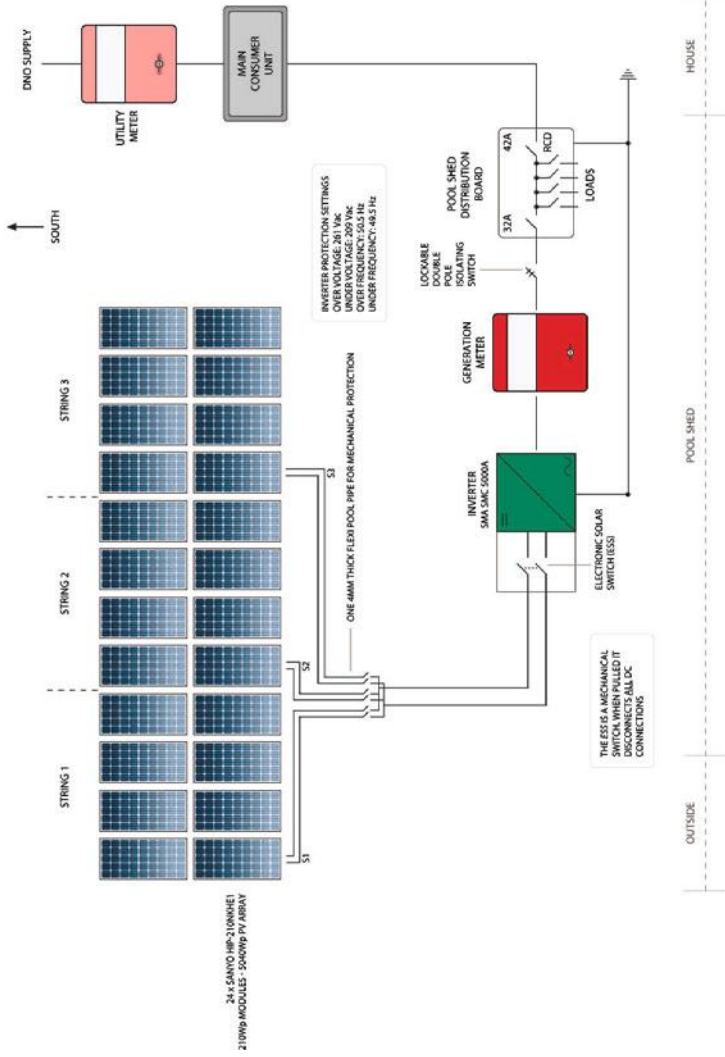 DNO SUPPLY
UTILITY
METER
MAIN
CONSUMER
UNIT
SOUTH
STRING 1
STRING 2
STRING 3
24 x SANYO HIP-210NKHE1
210Wp MODULES - 5040Wp PV ARRAY
S1
S2
S3
ONE 4MM THICK FLEXI POOL PIPE FOR MECHANICAL PROTECTION
INVERTER PROTECTION SETTINGS
OVER VOLTAGE: 261 Vac
UNDER VOLTAGE: 209 Vac
OVER FREQUENCY: 50.5 Hz
UNDER FREQUENCY: 49.5 Hz
THE ESS IS A MECHANICAL
SWITCH. WHEN PULLED IT
DISCONNECTS ALL DC
CONNECTIONS
ELECTRONIC SOLAR
SWITCH (ESS)
INVERTER
SMA SMC 5000A
GENERATION
METER
LOCKABLE
DOUBLE
POLE
ISOLATING
SWITCH
POOL SHED
DISTRIBUTION
BOARD
32A
42A
RCD
LOADS
OUTSIDE
POOL SHED
HOUSE